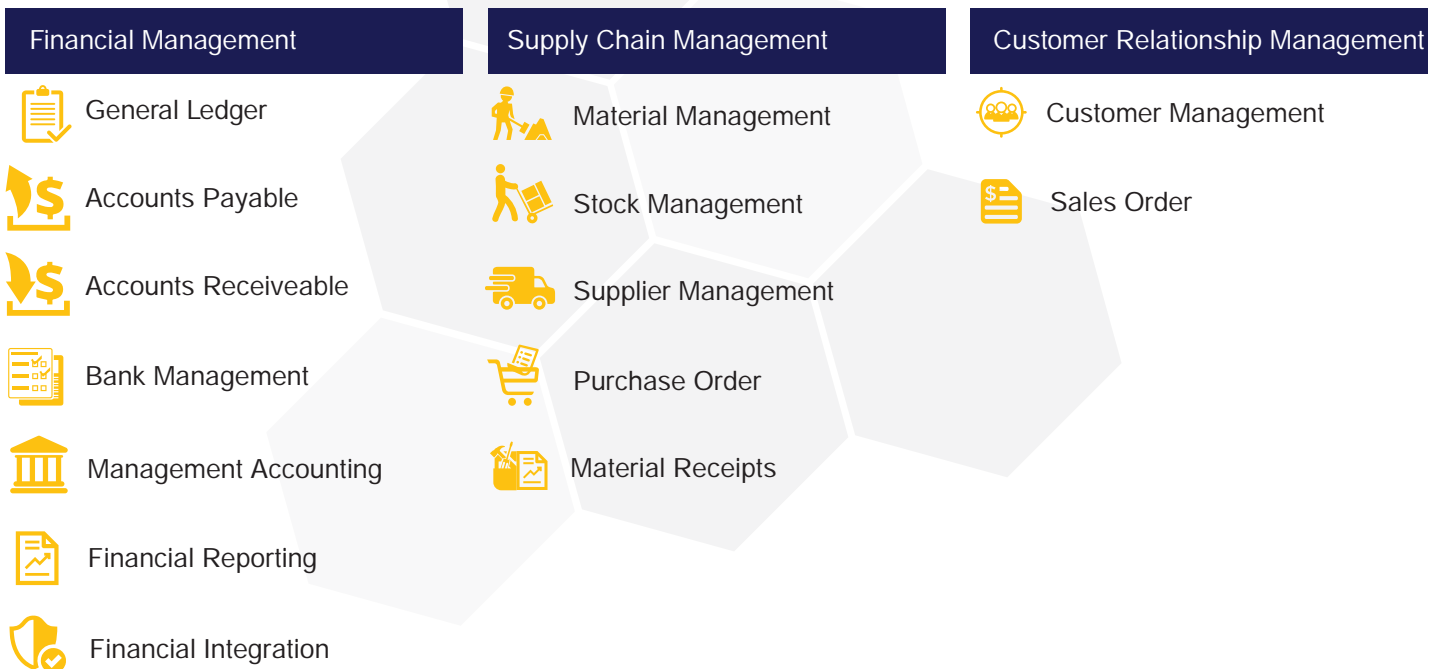 Financial Management
General Ledger
Accounts Payable
Accounts Receiveable
Bank Management
Management Accounting
Financial Reporting
Financial Integration
Supply Chain Management
Material Management
Stock Management
Supplier Management
Purchase Order
Material Receipts
Customer Relationship Management
Customer Management
Sales Order